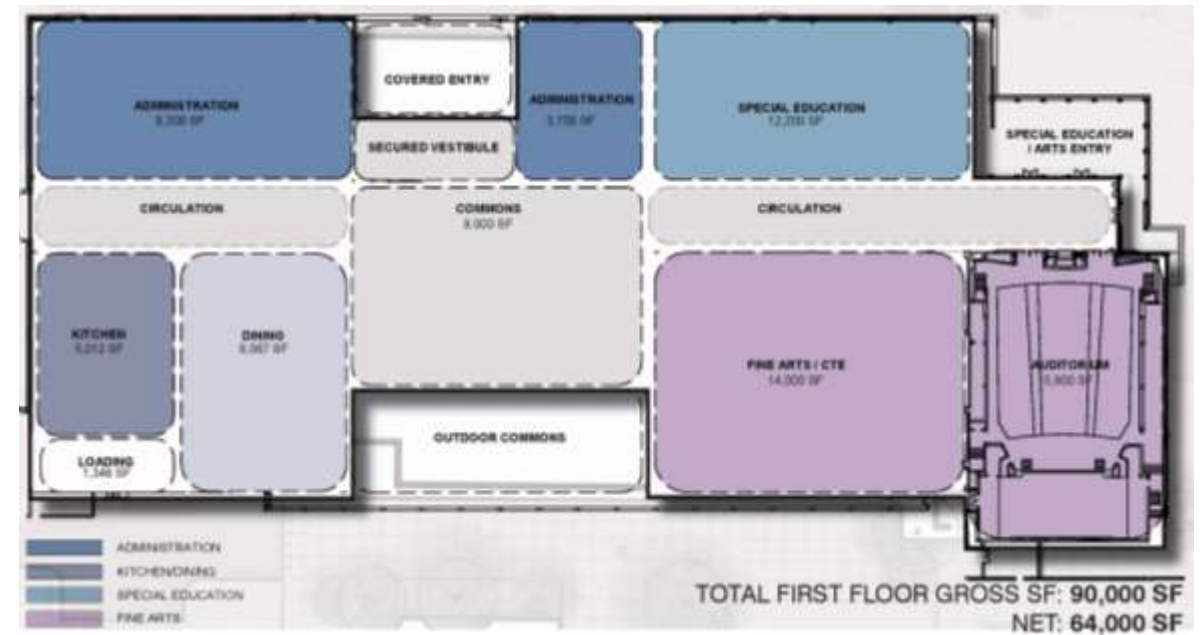 COVERED ENTRY
ADMINISTRATION
ADMINISTRATION
SPECIAL EDUCATION
12,200 SF
SPECIAL EDUCATION
/ ARTS ENTRY
SECURED VESTIBULE
CIRCULATION
COMMONS
CIRCULATION
KITCHEN
DINING
FINE ARTS / CTE
14,000 SF
AUDITORIUM
OUTDOOR COMMONS
LOADING
ADMINISTRATION
KITCHEN/DINING
SPECIAL EDUCATION
FINE ARTS
TOTAL FIRST FLOOR GROSS SF: 90,000 SF
NET: 64,000 SF